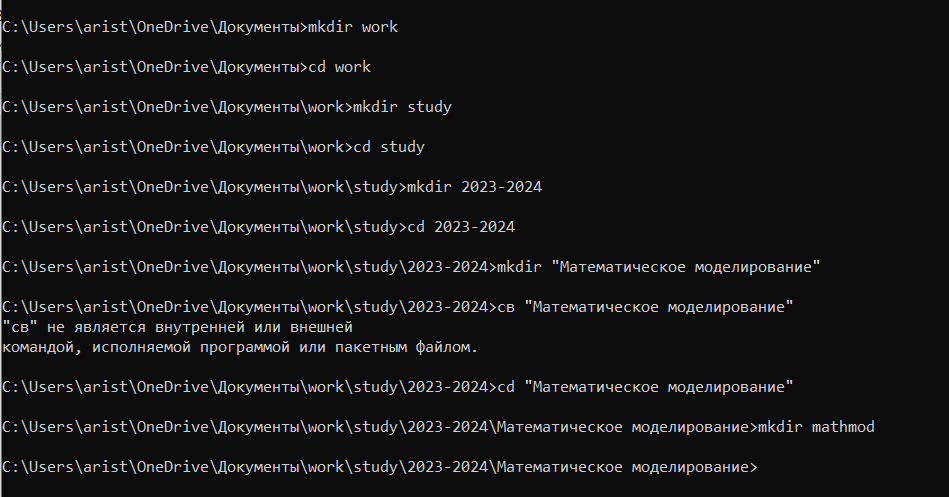 C:\Users\arist\OneDrive\Документы>mkdir work
C:\Users\arist\OneDrive\Документы>cd work
C:\Users\arist\OneDrive\Документы\work>mkdir study
C:\Users\arist\OneDrive\Документы\work>cd study
C:\Users\arist\OneDrive\Документы\work\study>mkdir 2023-2024
C:\Users\arist\OneDrive\Документы\work\study>cd 2023-2024
C:\Users\arist\OneDrive\Документы\work\study\2023-2024>mkdir "Математическое моделирование"
C:\Users\arist\OneDrive\Документы\work\study\2023-2024>св "Математическое моделирование"
"св" не является внутренней или внешней
командой, исполняемой программой или пакетным файлом.
C:\Users\arist\OneDrive\Документы\work\study\2023-2024>cd "Математическое моделирование"
C:\Users\arist\OneDrive\Документы\work\study\2023-2024\Математическое моделирование>mkdir mathmod
C:\Users\arist\OneDrive\Документы\work\study\2023-2024\Математическое моделирование>